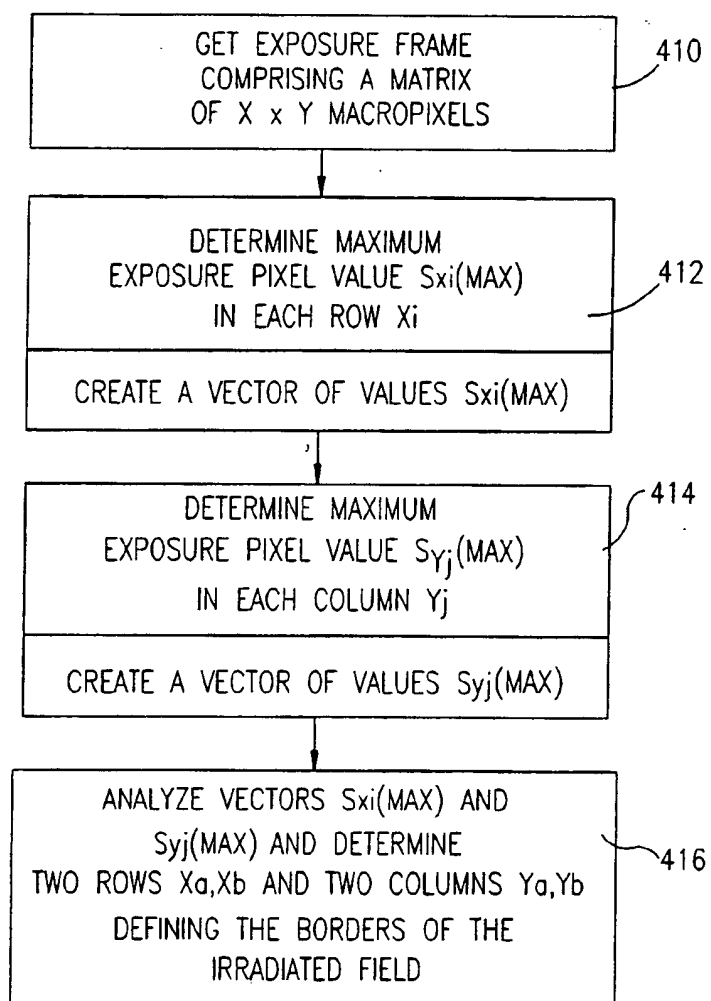 GET EXPOSURE FRAME
COMPRISING A MATRIX
OF X x Y MACROPIXELS
410
DETERMINE MAXIMUM
EXPOSURE PIXEL VALUE Sxi(MAX)
IN EACH ROW Xi
412
CREATE A VECTOR OF VALUES Sxi(MAX)
DETERMINE MAXIMUM
EXPOSURE PIXEL VALUE SYj(MAX)
IN EACH COLUMN Yj
414
CREATE A VECTOR OF VALUES Syj(MAX)
ANALYZE VECTORS Sxi(MAX) AND
Syj(MAX) AND DETERMINE
TWO ROWS Xa,Xb AND TWO COLUMNS Ya,Yb
DEFINING THE BORDERS OF THE
IRRADIATED FIELD
416